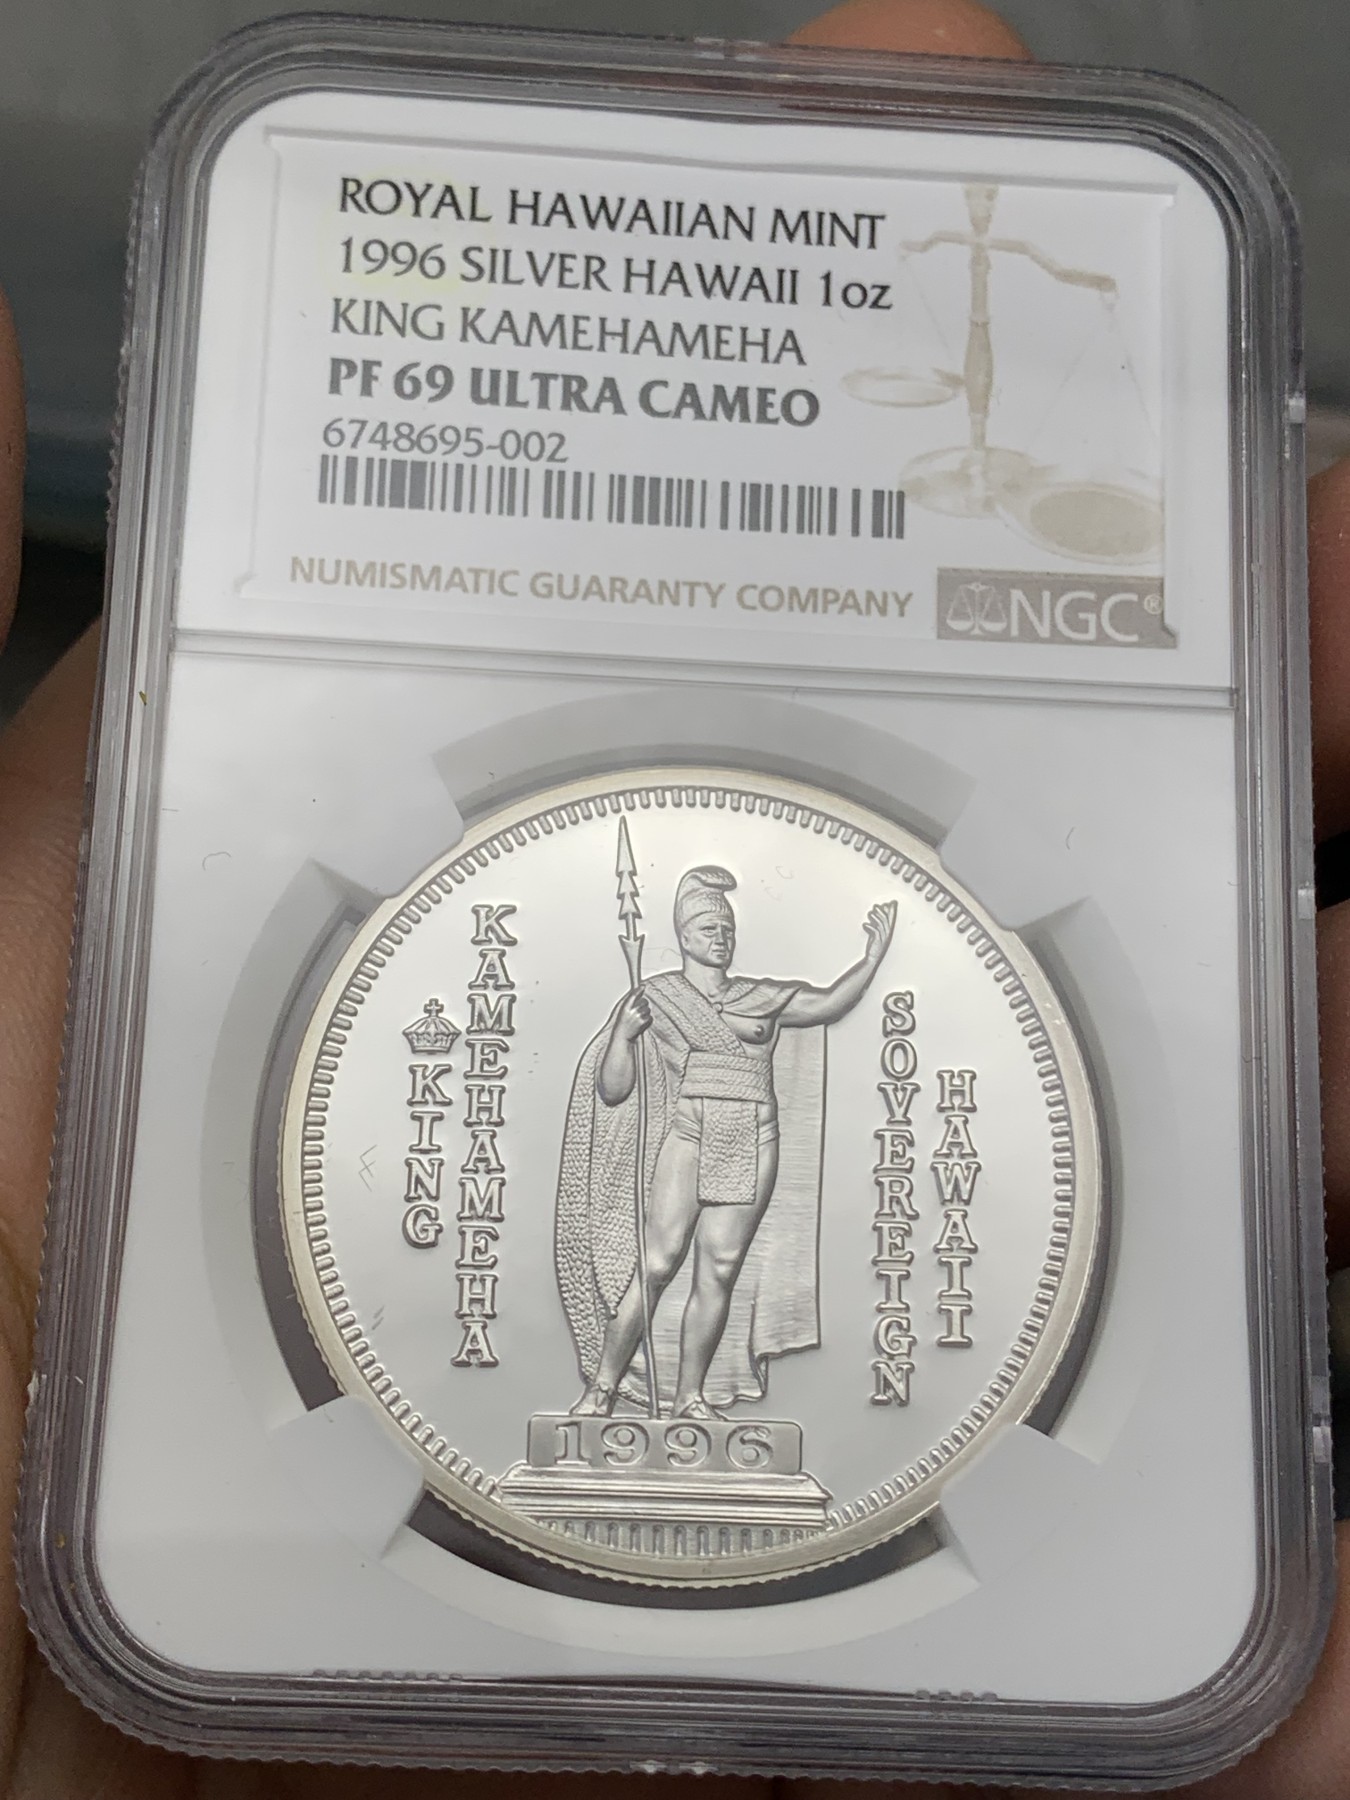 ROYAL HAWAIIAN MINT
1996 SILVER HAWAII 1oz
KING KAMEHAMEHA
PF 69 ULTRA CAMEO
6748695-002
NUMISMATIC GUARANTY COMPANY
NGC®
KING
KAMEHAMEHA
SOVEREIGN
HAWAII
1996